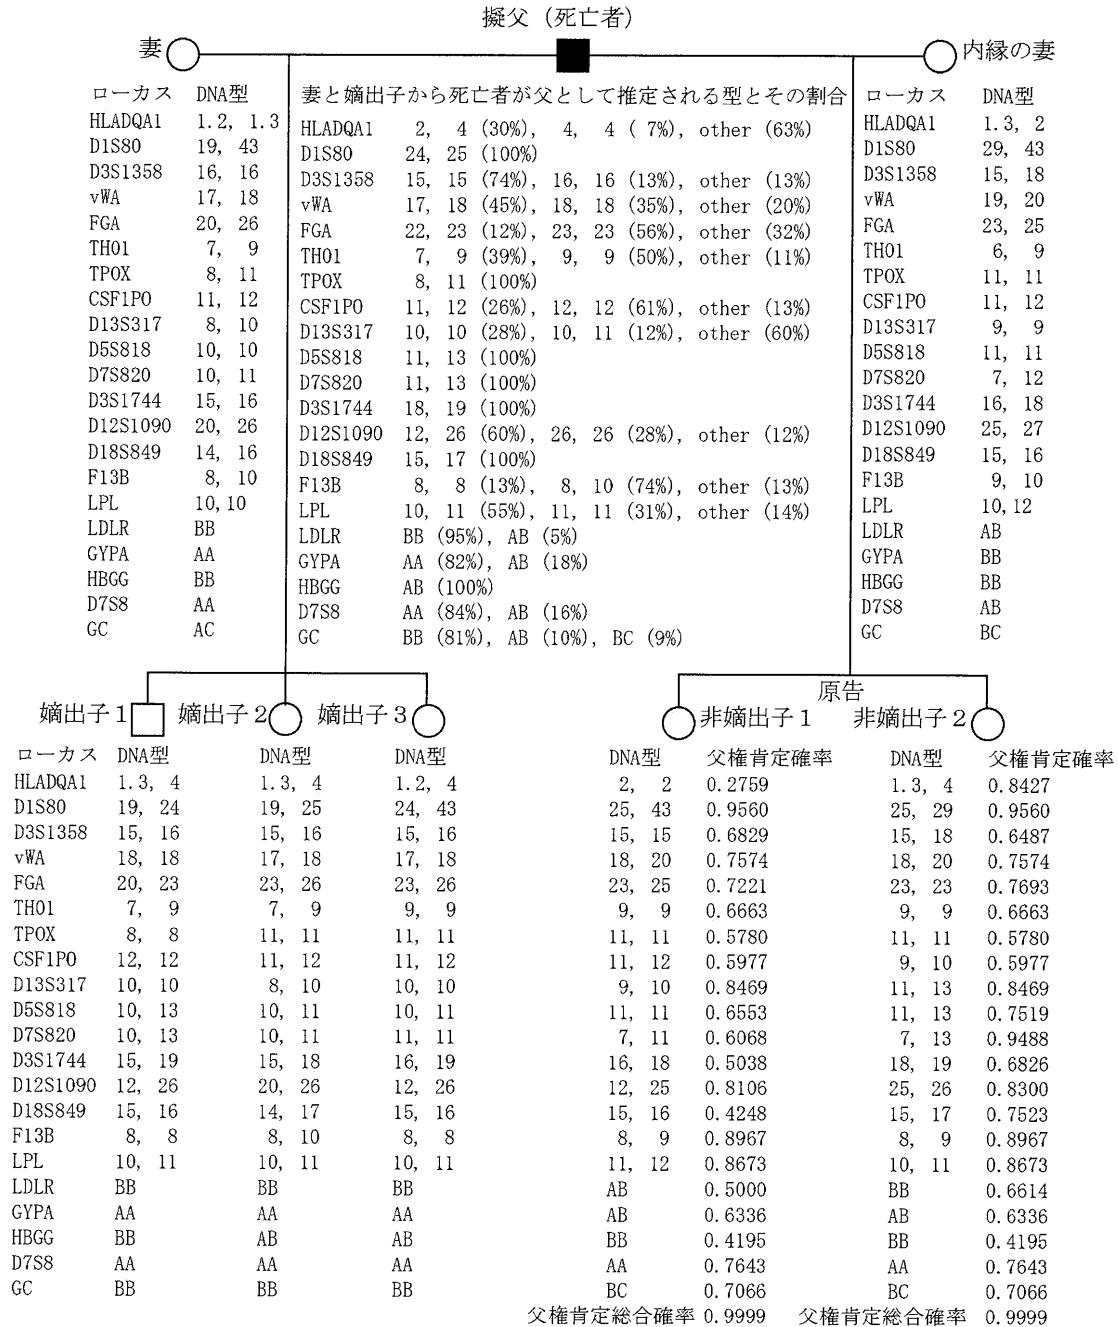 擬父（死亡者）
妻
内縁の妻
ローカス DNA型
HLADQA1 1.2, 1.3
D1S80 19, 43
D3S1358 16, 16
vWA 17, 18
FGA 20, 26
TH01 7, 9
TPOX 8, 11
CSF1PO 11, 12
D13S317 8, 10
D5S818 10, 10
D7S820 10, 11
D3S1744 15, 16
D12S1090 20, 26
D18S849 14, 16
F13B 8, 10
LPL 10,10
LDLR BB
GYPA AA
HBGG BB
D7S8 AA
GC AC
妻と嫡出子から死亡者が父として推定される型とその割合
HLADQA1 2, 4 (30%), 4, 4 ( 7%), other (63%)
D1S80 24, 25 (100%)
D3S1358 15, 15 (74%), 16, 16 (13%), other (13%)
vWA 17, 18 (45%), 18, 18 (35%), other (20%)
FGA 22, 23 (12%), 23, 23 (56%), other (32%)
TH01 7, 9 (39%), 9, 9 (50%), other (11%)
TPOX 8, 11 (100%)
CSF1PO 11, 12 (26%), 12, 12 (61%), other (13%)
D13S317 10, 10 (28%), 10, 11 (12%), other (60%)
D5S818 11, 13 (100%)
D7S820 11, 13 (100%)
D3S1744 18, 19 (100%)
D12S1090 12, 26 (60%), 26, 26 (28%), other (12%)
D18S849 15, 17 (100%)
F13B 8, 8 (13%), 8, 10 (74%), other (13%)
LPL 10, 11 (55%), 11, 11 (31%), other (14%)
LDLR BB (95%), AB (5%)
GYPA AA (82%), AB (18%)
HBGG AB (100%)
D7S8 AA (84%), AB (16%)
GC BB (81%), AB (10%), BC (9%)
ローカス DNA型
HLADQA1 1.3, 2
D1S80 29, 43
D3S1358 15, 18
vWA 19, 20
FGA 23, 25
TH01 6, 9
TPOX 11, 11
CSF1PO 11, 12
D13S317 9, 9
D5S818 11, 11
D7S820 7, 12
D3S1744 16, 18
D12S1090 25, 27
D18S849 15, 16
F13B 9, 10
LPL 10,12
LDLR AB
GYPA BB
HBGG BB
D7S8 AB
GC BC
原告
嫡出子1 嫡出子2 嫡出子3 非嫡出子1 非嫡出子2
ローカス DNA型 DNA型 DNA型 DNA型 父権肯定確率 DNA型 父権肯定確率
HLADQA1 1.3, 4 1.3, 4 1.2, 4 2, 2 0.2759 1.3, 4 0.8427
D1S80 19, 24 19, 25 24, 43 25, 43 0.9560 25, 29 0.9560
D3S1358 15, 16 15, 16 15, 16 15, 15 0.6829 15, 18 0.6487
vWA 18, 18 17, 18 17, 18 18, 20 0.7574 18, 20 0.7574
FGA 20, 23 23, 26 23, 26 23, 25 0.7221 23, 23 0.7693
TH01 7, 9 7, 9 9, 9 9, 9 0.6663 9, 9 0.6663
TPOX 8, 8 11, 11 11, 11 11, 11 0.5780 11, 11 0.5780
CSF1PO 12, 12 11, 12 11, 12 11, 12 0.5977 9, 10 0.5977
D13S317 10, 10 8, 10 10, 10 9, 10 0.8469 11, 13 0.8469
D5S818 10, 13 10, 11 10, 11 11, 11 0.6553 11, 13 0.7519
D7S820 10, 13 10, 11 11, 11 7, 11 0.6068 7, 13 0.9488
D3S1744 15, 19 15, 18 16, 19 16, 18 0.5038 18, 19 0.6826
D12S1090 12, 26 20, 26 12, 26 12, 25 0.8106 25, 26 0.8300
D18S849 15, 16 14, 17 15, 16 15, 16 0.4248 15, 17 0.7523
F13B 8, 8 8, 10 8, 8 8, 9 0.8967 8, 9 0.8967
LPL 10, 11 10, 11 10, 11 11, 12 0.8673 10, 11 0.8673
LDLR BB BB BB AB 0.5000 BB 0.6614
GYPA AA AA AA AB 0.6336 AB 0.6336
HBGG BB AB AB BB 0.4195 BB 0.4195
D7S8 AA AA AA AA 0.7643 AA 0.7643
GC BB BB BB BC 0.7066 BC 0.7066
父権肯定総合確率 0.9999 父権肯定総合確率 0.9999